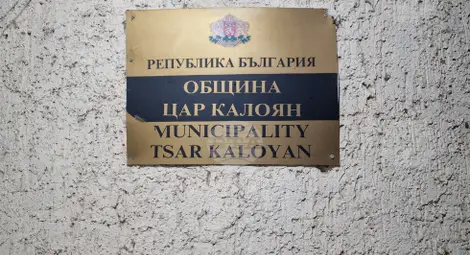 РЕПУБЛИКА БЪЛГАРИЯ
ОБЩИНА
ЦАР КАЛОЯН
MUNICIPALITY
TSAR KALOYAN